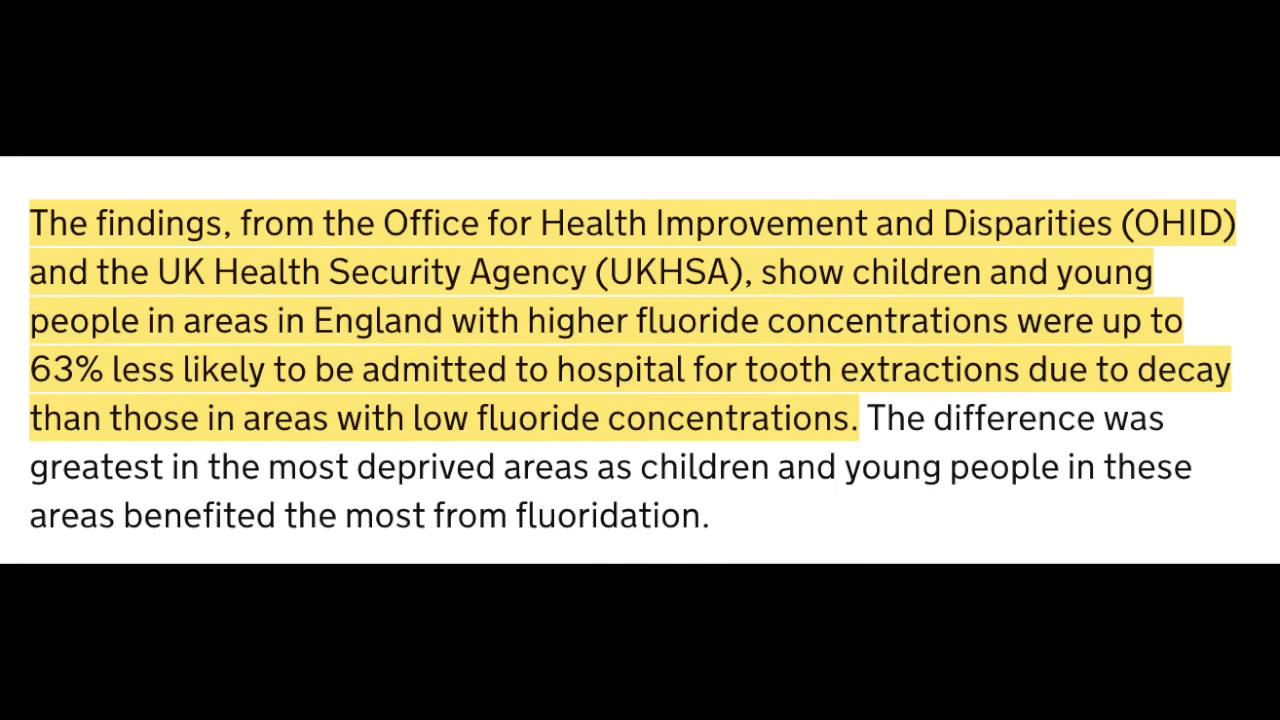 The findings, from the Office for Health Improvement and Disparities (OHID)
and the UK Health Security Agency (UKHSA), show children and young
people in areas in England with higher fluoride concentrations were up to
63% less likely to be admitted to hospital for tooth extractions due to decay
than those in areas with low fluoride concentrations. The difference was
greatest in the most deprived areas as children and young people in these
areas benefited the most from fluoridation.